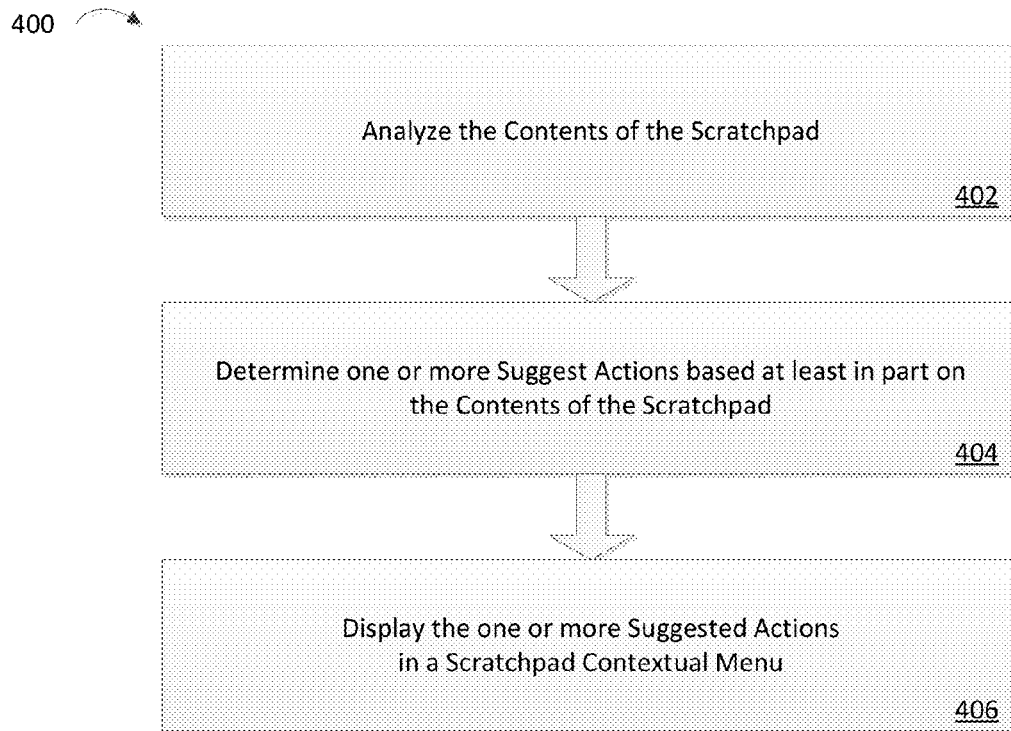 400
Analyze the Contents of the Scratchpad
402
Determine one or more Suggest Actions based at least in part on
the Contents of the Scratchpad
404
Display the one or more Suggested Actions
in a Scratchpad Contextual Menu
406